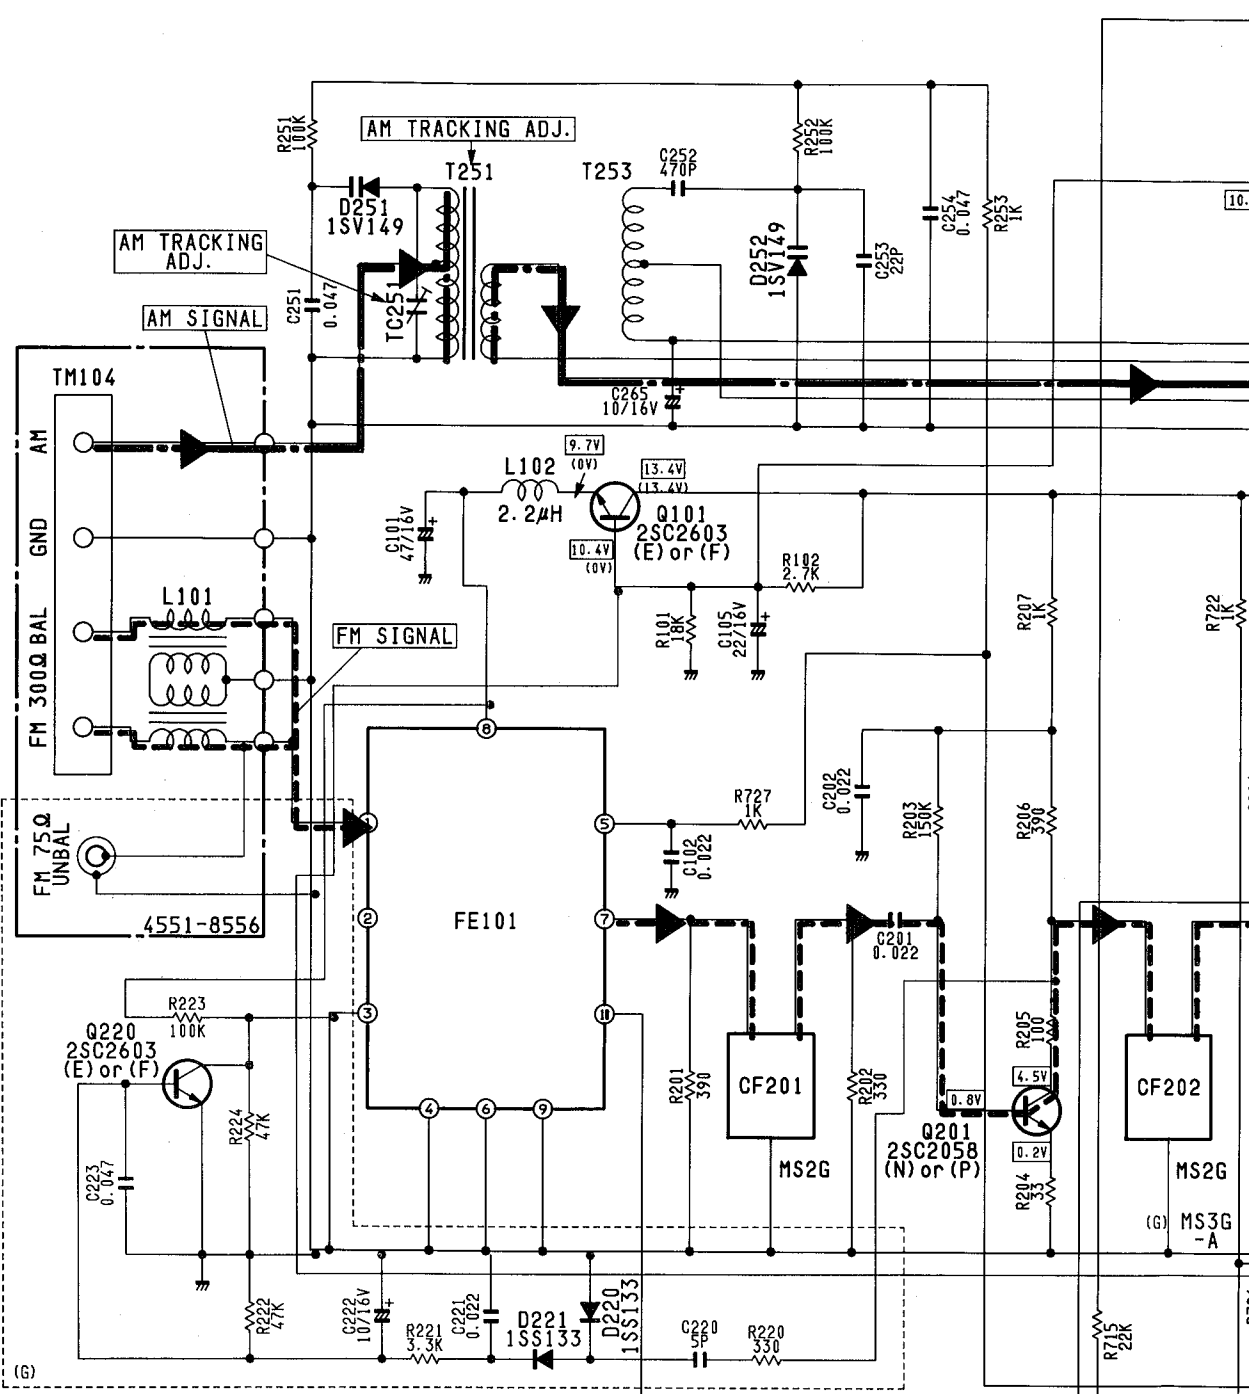 AM TRACKING ADJ.
R251
100K
T251
T253
C252
470P
R252
100K
D251
1SV149
AM TRACKING
ADJ.
C251
0.047
TC251
D252
1SV149
C253
22P
C254
0.047
R253
1K
10.
AM SIGNAL
TM104
C265
10/16V
+
AM
GND
FM 300Ω BAL
L101
FM SIGNAL
L102
2.2μH
9.7V
(0V)
13.4V
(13.4V)
C101
47/16V
+
Q101
2SC2603
(E) or (F)
10.4V
(0V)
R102
2.7K
R101
18K
C105
22/16V
+
R207
1K
R722
1K
FM 75Ω
UNBAL
4551-8556
FE101
8
1
2
3
4
6
9
5
7
10
R727
1K
C102
0.022
C202
0.022
R203
150K
R206
390
C201
0.022
R223
100K
Q220
2SC2603
(E) or (F)
R224
47K
C223
0.047
R201
390
CF201
MS2G
R202
330
0.8V
R205
100
4.5V
Q201
2SC2058
(N) or (P)
0.2V
R204
33
CF202
MS2G
(G) MS3G
-A
R222
47K
C222
10/16V
+
R221
3.3K
C221
0.022
D221
1SS133
D220
1SS133
C220
5P
R220
330
R715
22K
(G)